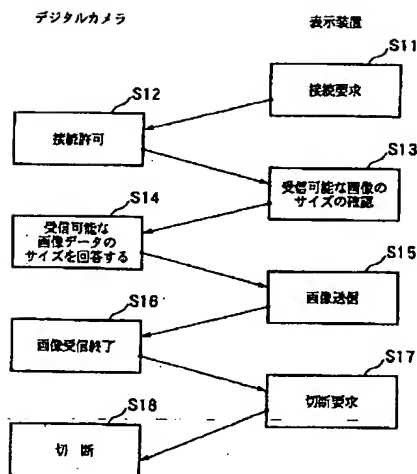 デジタルカメラ
表示装置
S11
接続要求
S12
接続許可
S13
受信可能な画像の
サイズの確認
S14
受信可能な
画像データの
サイズを回答する
S15
画像送信
S16
画像受信終了
S17
切断要求
S18
切 断